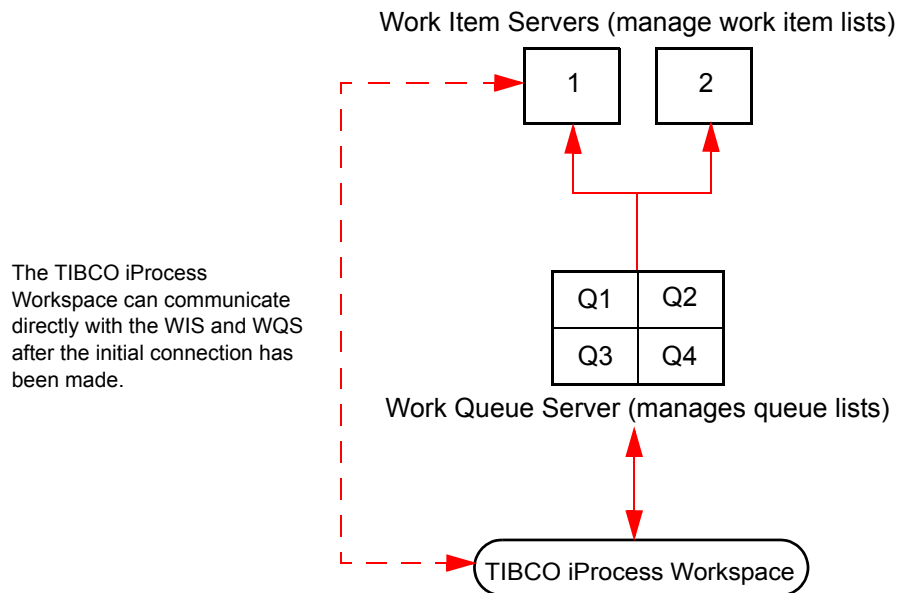 Work Item Servers (manage work item lists)
1
2
The TIBCO iProcess
Workspace can communicate
directly with the WIS and WQS
after the initial connection has
been made.
Q1
Q2
Q3
Q4
Work Queue Server (manages queue lists)
TIBCO iProcess Workspace